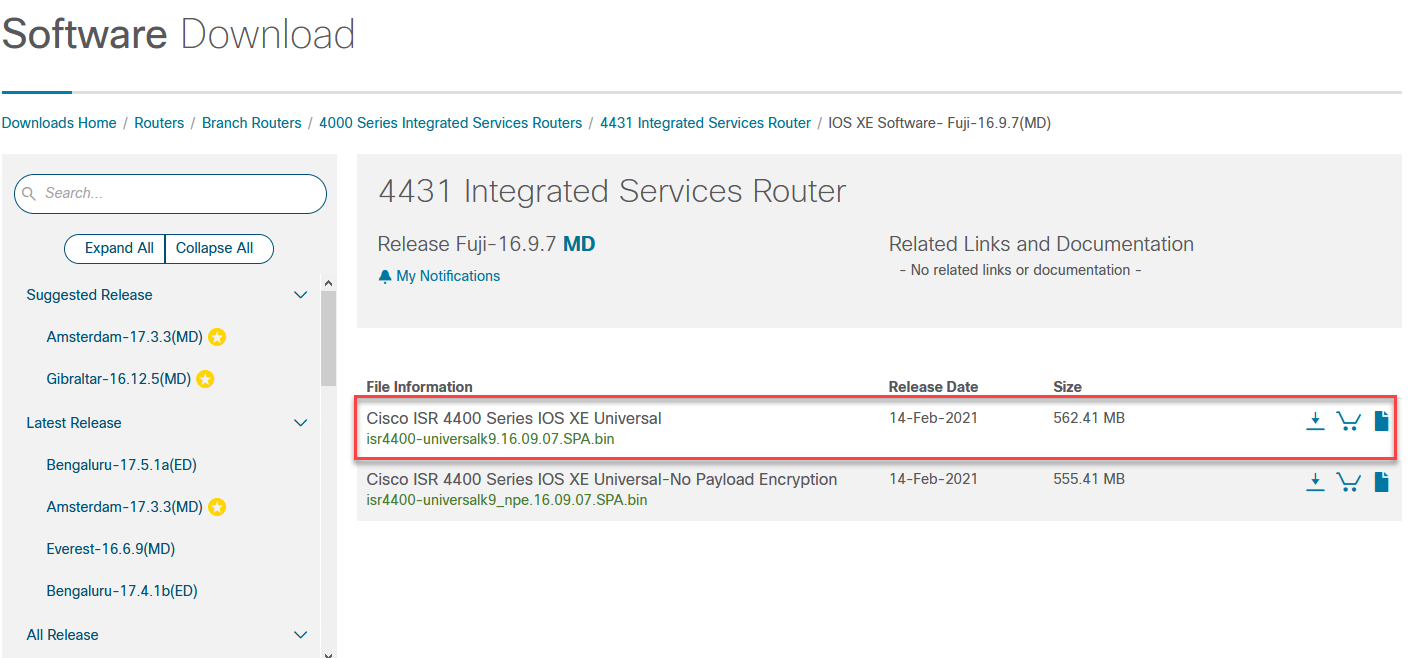 Software Download
Downloads Home / Routers / Branch Routers / 4000 Series Integrated Services Routers / 4431 Integrated Services Router / IOS XE Software- Fuji-16.9.7(MD)
Search...
Expand All Collapse All
Suggested Release
Amsterdam-17.3.3(MD)
Gibraltar-16.12.5(MD)
Latest Release
Bengaluru-17.5.1a(ED)
Amsterdam-17.3.3(MD)
Everest-16.6.9(MD)
Bengaluru-17.4.1b(ED)
All Release
4431 Integrated Services Router
Release Fuji-16.9.7 MD
My Notifications
Related Links and Documentation
- No related links or documentation -
File Information Release Date Size
Cisco ISR 4400 Series IOS XE Universal 14-Feb-2021 562.41 MB
isr4400-universalk9.16.09.07.SPA.bin
Cisco ISR 4400 Series IOS XE Universal-No Payload Encryption 14-Feb-2021 555.41 MB
isr4400-universalk9_npe.16.09.07.SPA.bin